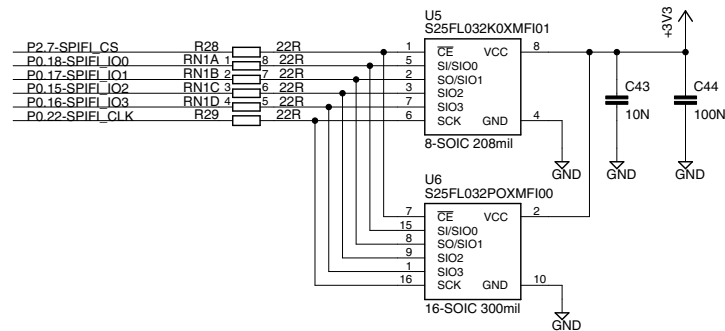 U5
S25FL032K0XMFI01
+3V3
P2.7-SPIFI_CS R28 22R 1 CE VCC 8
P0.18-SPIFI_IO0 RN1A 1 8 22R 5 SI/SIO0
P0.17-SPIFI_IO1 RN1B 2 7 22R 2 SO/SIO1
P0.15-SPIFI_IO2 RN1C 3 6 22R 3 SIO2
P0.16-SPIFI_IO3 RN1D 4 5 22R 7 SIO3
P0.22-SPIFI_CLK R29 22R 6 SCK GND 4
8-SOIC 208mil
C43
10N
C44
100N
GND
GND
GND
U6
S25FL032POXMFI00
7 CE VCC 2
15 SI/SIO0
8 SO/SIO1
9 SIO2
1 SIO3
16 SCK GND 10
16-SOIC 300mil
GND